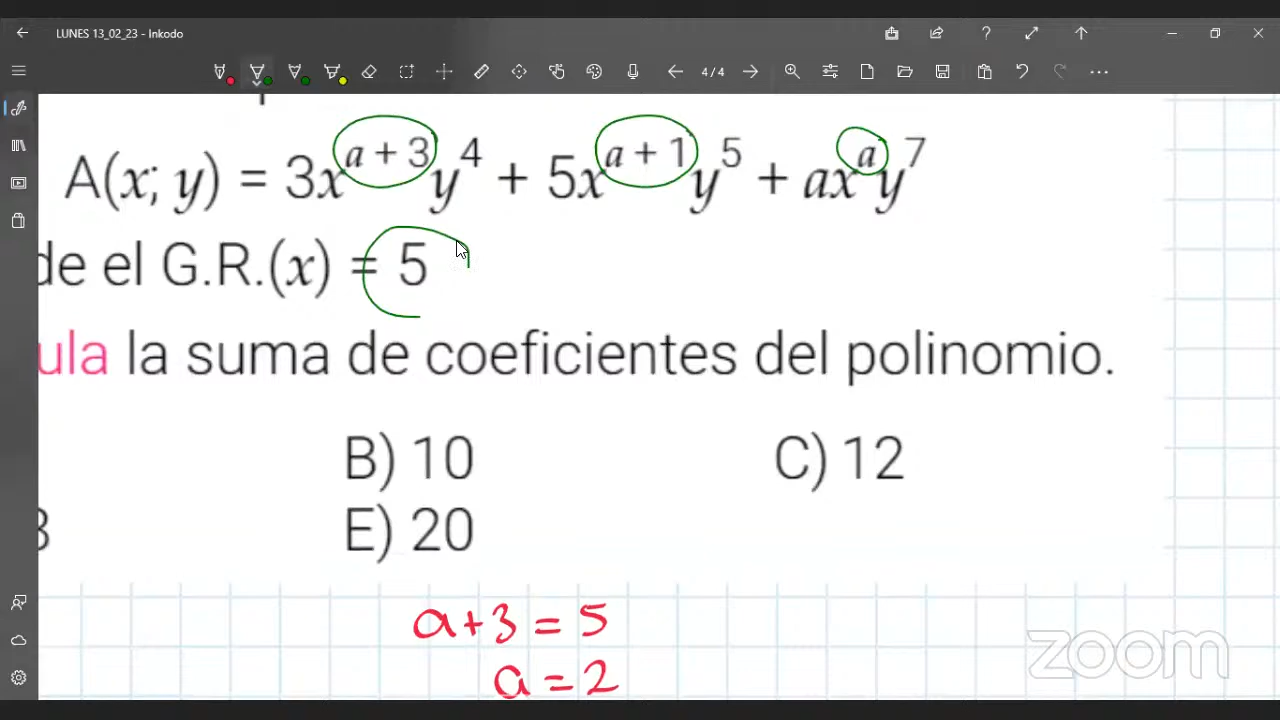 LUNES 13_02_23 - Inkodo
4 / 4
A(x; y) = 3x^{a + 3}y^4 + 5x^{a + 1}y^5 + ax^a y^7
de el G.R.(x) = 5
ula la suma de coeficientes del polinomio.
B) 10 C) 12
E) 20
a+3 = 5
a = 2
zoom